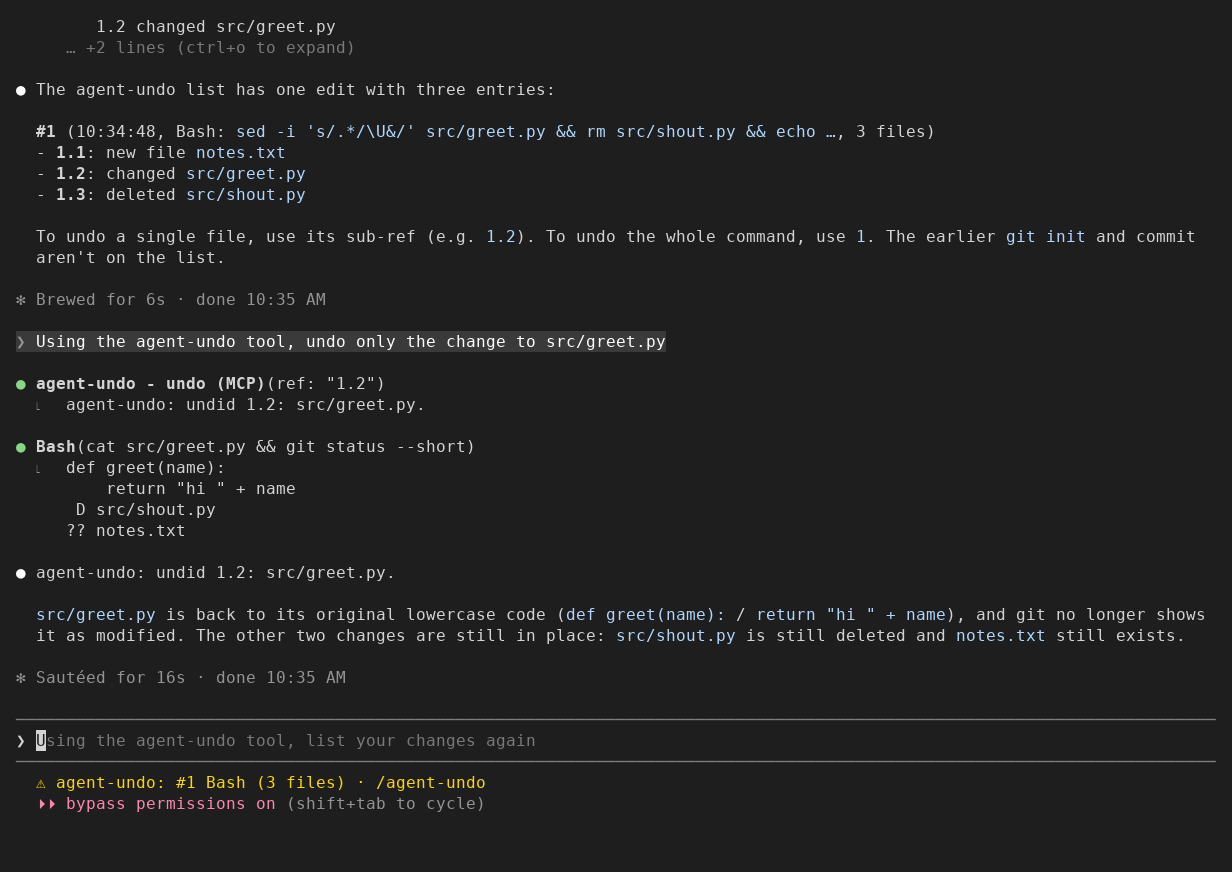 1.2 changed src/greet.py
… +2 lines (ctrl+o to expand)
● The agent-undo list has one edit with three entries:
#1 (10:34:48, Bash: sed -i 's/.*/\U&/' src/greet.py && rm src/shout.py && echo …, 3 files)
- 1.1: new file notes.txt
- 1.2: changed src/greet.py
- 1.3: deleted src/shout.py
To undo a single file, use its sub-ref (e.g. 1.2). To undo the whole command, use 1. The earlier git init and commit
aren't on the list.
✻ Brewed for 6s · done 10:35 AM
❯ Using the agent-undo tool, undo only the change to src/greet.py
● agent-undo - undo (MCP)(ref: "1.2")
⎿ agent-undo: undid 1.2: src/greet.py.
● Bash(cat src/greet.py && git status --short)
⎿ def greet(name):
return "hi " + name
D src/shout.py
?? notes.txt
● agent-undo: undid 1.2: src/greet.py.
src/greet.py is back to its original lowercase code (def greet(name): / return "hi " + name), and git no longer shows
it as modified. The other two changes are still in place: src/shout.py is still deleted and notes.txt still exists.
✻ Sautéed for 16s · done 10:35 AM
❯ Using the agent-undo tool, list your changes again
⚠ agent-undo: #1 Bash (3 files) · /agent-undo
⏵⏵ bypass permissions on (shift+tab to cycle)